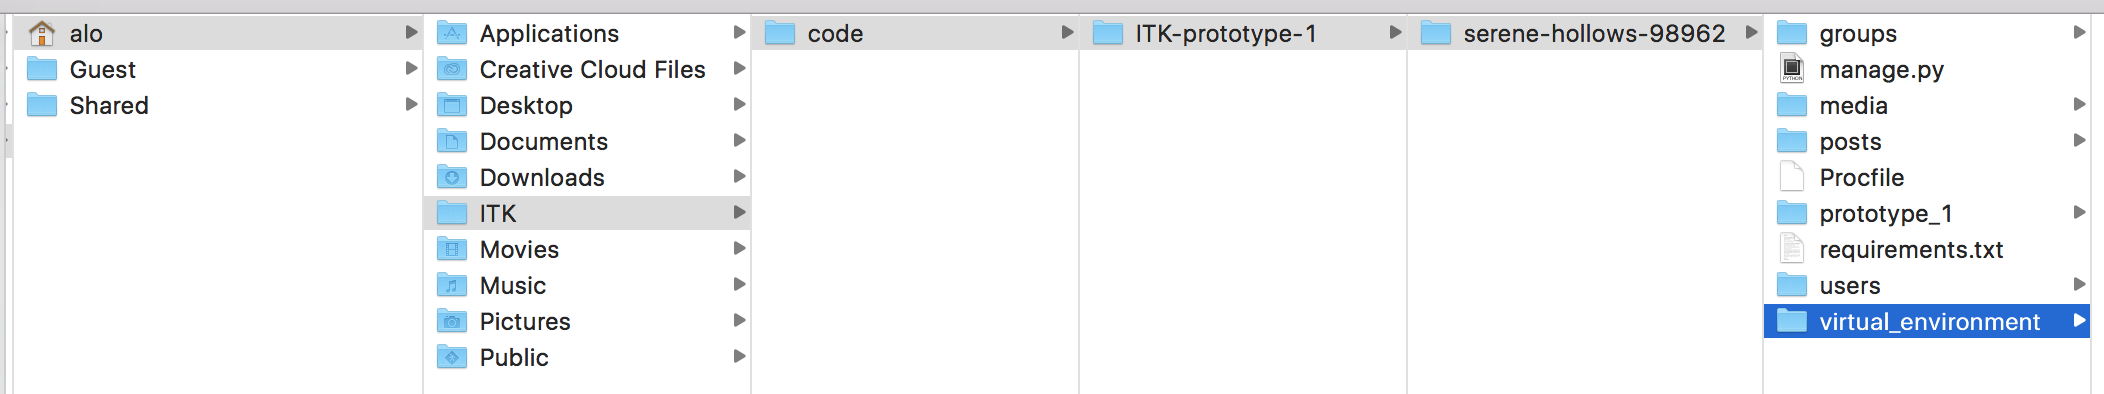 alo
Guest
Shared
Applications
Creative Cloud Files
Desktop
Documents
Downloads
ITK
Movies
Music
Pictures
Public
code
ITK-prototype-1
serene-hollows-98962
groups
manage.py
media
posts
Procfile
prototype_1
requirements.txt
users
virtual_environment